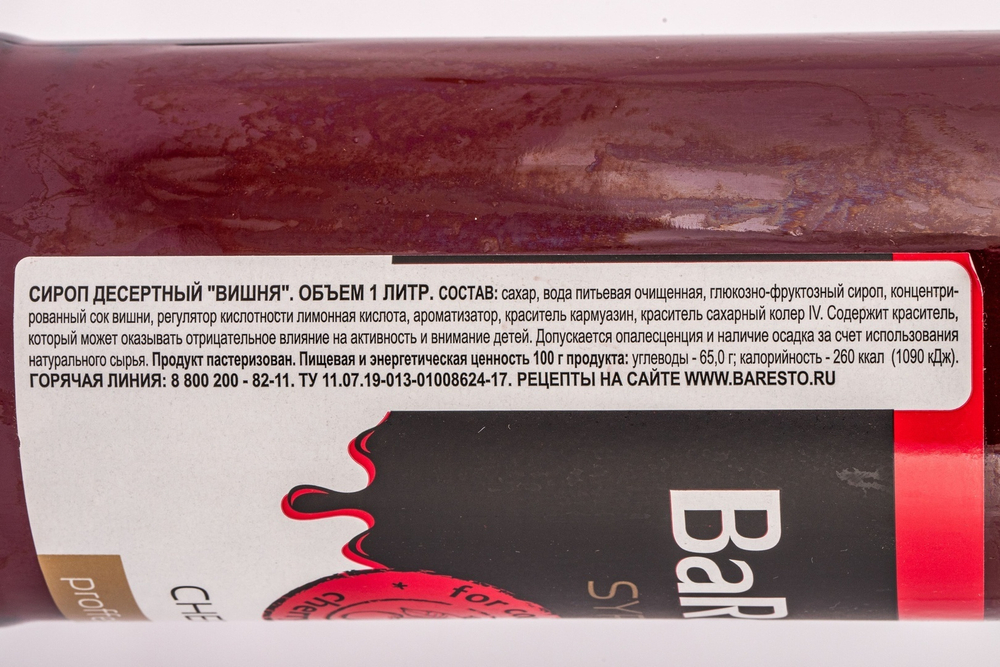 СИРОП ДЕСЕРТНЫЙ "ВИШНЯ". ОБЪЕМ 1 ЛИТР. СОСТАВ: сахар, вода питьевая очищенная, глюкозно-фруктозный сироп, концентри-
рованный сок вишни, регулятор кислотности лимонная кислота, ароматизатор, краситель кармуазин, краситель сахарный колер IV. Содержит краситель,
который может оказывать отрицательное влияние на активность и внимание детей. Допускается опалесценция и наличие осадка за счет использования
натурального сырья. Продукт пастеризован. Пищевая и энергетическая ценность 100 г продукта: углеводы - 65,0 г; калорийность - 260 ккал (1090 кДж).
ГОРЯЧАЯ ЛИНИЯ: 8 800 200 - 82-11. ТУ 11.07.19-013-01008624-17. РЕЦЕПТЫ НА САЙТЕ WWW.BARESTO.RU
BaR
SY
for
CHE
profe